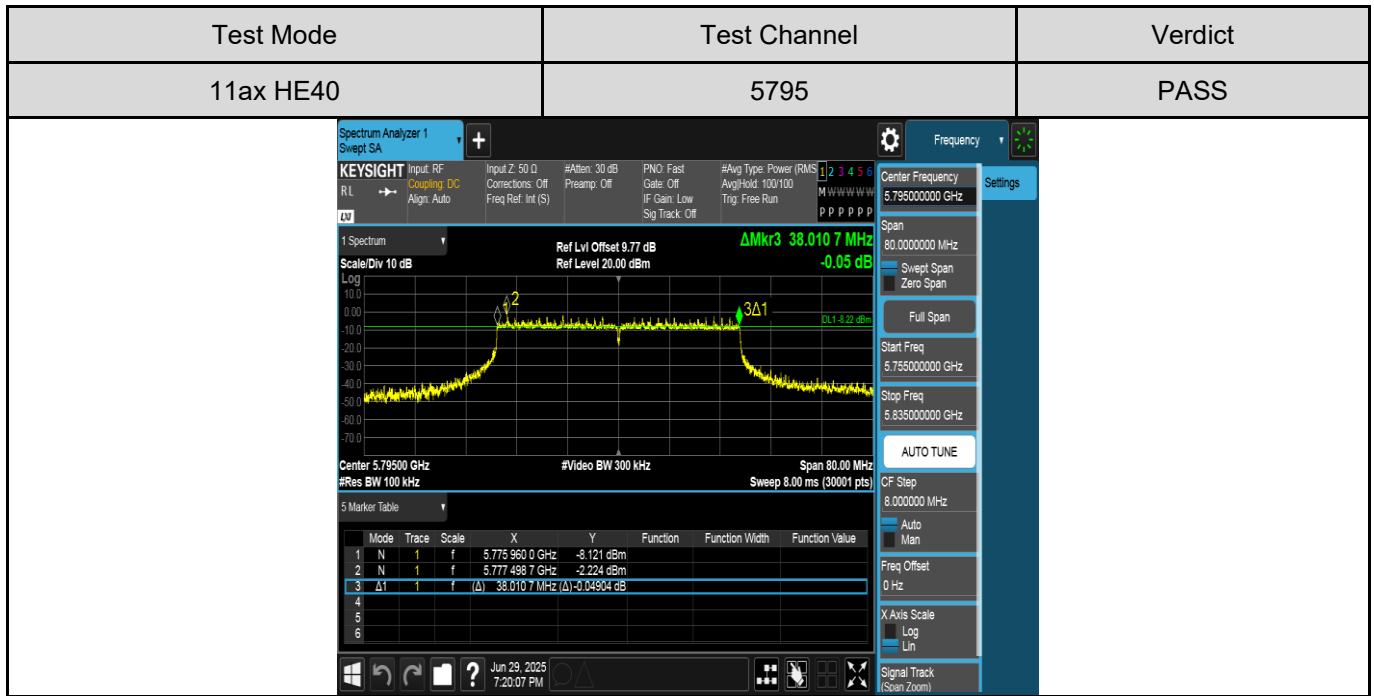 Test Mode Test Channel Verdict
11ax HE40 5795 PASS
Spectrum Analyzer 1
Swept SA
+
Frequency
KEYSIGHT
RL
LXI
Input: RF
Coupling: DC
Align: Auto
Input Z: 50 Ω
Corrections: Off
Freq Ref: Int (S)
#Atten: 30 dB
Preamp: Off
PNO: Fast
Gate: Off
IF Gain: Low
Sig Track: Off
#Avg Type: Power (RMS
Avg|Hold: 100/100
Trig: Free Run
1 2 3 4 5 6
M W W W W W
P P P P P P
1 Spectrum
Scale/Div 10 dB
Ref Lvl Offset 9.77 dB
Ref Level 20.00 dBm
ΔMkr3 38.010 7 MHz
-0.05 dB
Log
10.0
0.00
-10.0
-20.0
-30.0
-40.0
-50.0
-60.0
-70.0
2
3Δ1
DL1 -8.22 dBm
Center 5.79500 GHz #Video BW 300 kHz Span 80.00 MHz
#Res BW 100 kHz Sweep 8.00 ms (30001 pts)
5 Marker Table
Mode Trace Scale X Y Function Function Width Function Value
1 N 1 f 5.775 960 0 GHz -8.121 dBm
2 N 1 f 5.777 498 7 GHz -2.224 dBm
3 Δ1 1 f (Δ) 38.010 7 MHz (Δ) -0.04904 dB
4
5
6
?
Jun 29, 2025
7:20:07 PM
Center Frequency
5.795000000 GHz
Settings
Span
80.0000000 MHz
Swept Span
Zero Span
Full Span
Start Freq
5.755000000 GHz
Stop Freq
5.835000000 GHz
AUTO TUNE
CF Step
8.000000 MHz
Auto
Man
Freq Offset
0 Hz
X Axis Scale
Log
Lin
Signal Track
(Span Zoom)